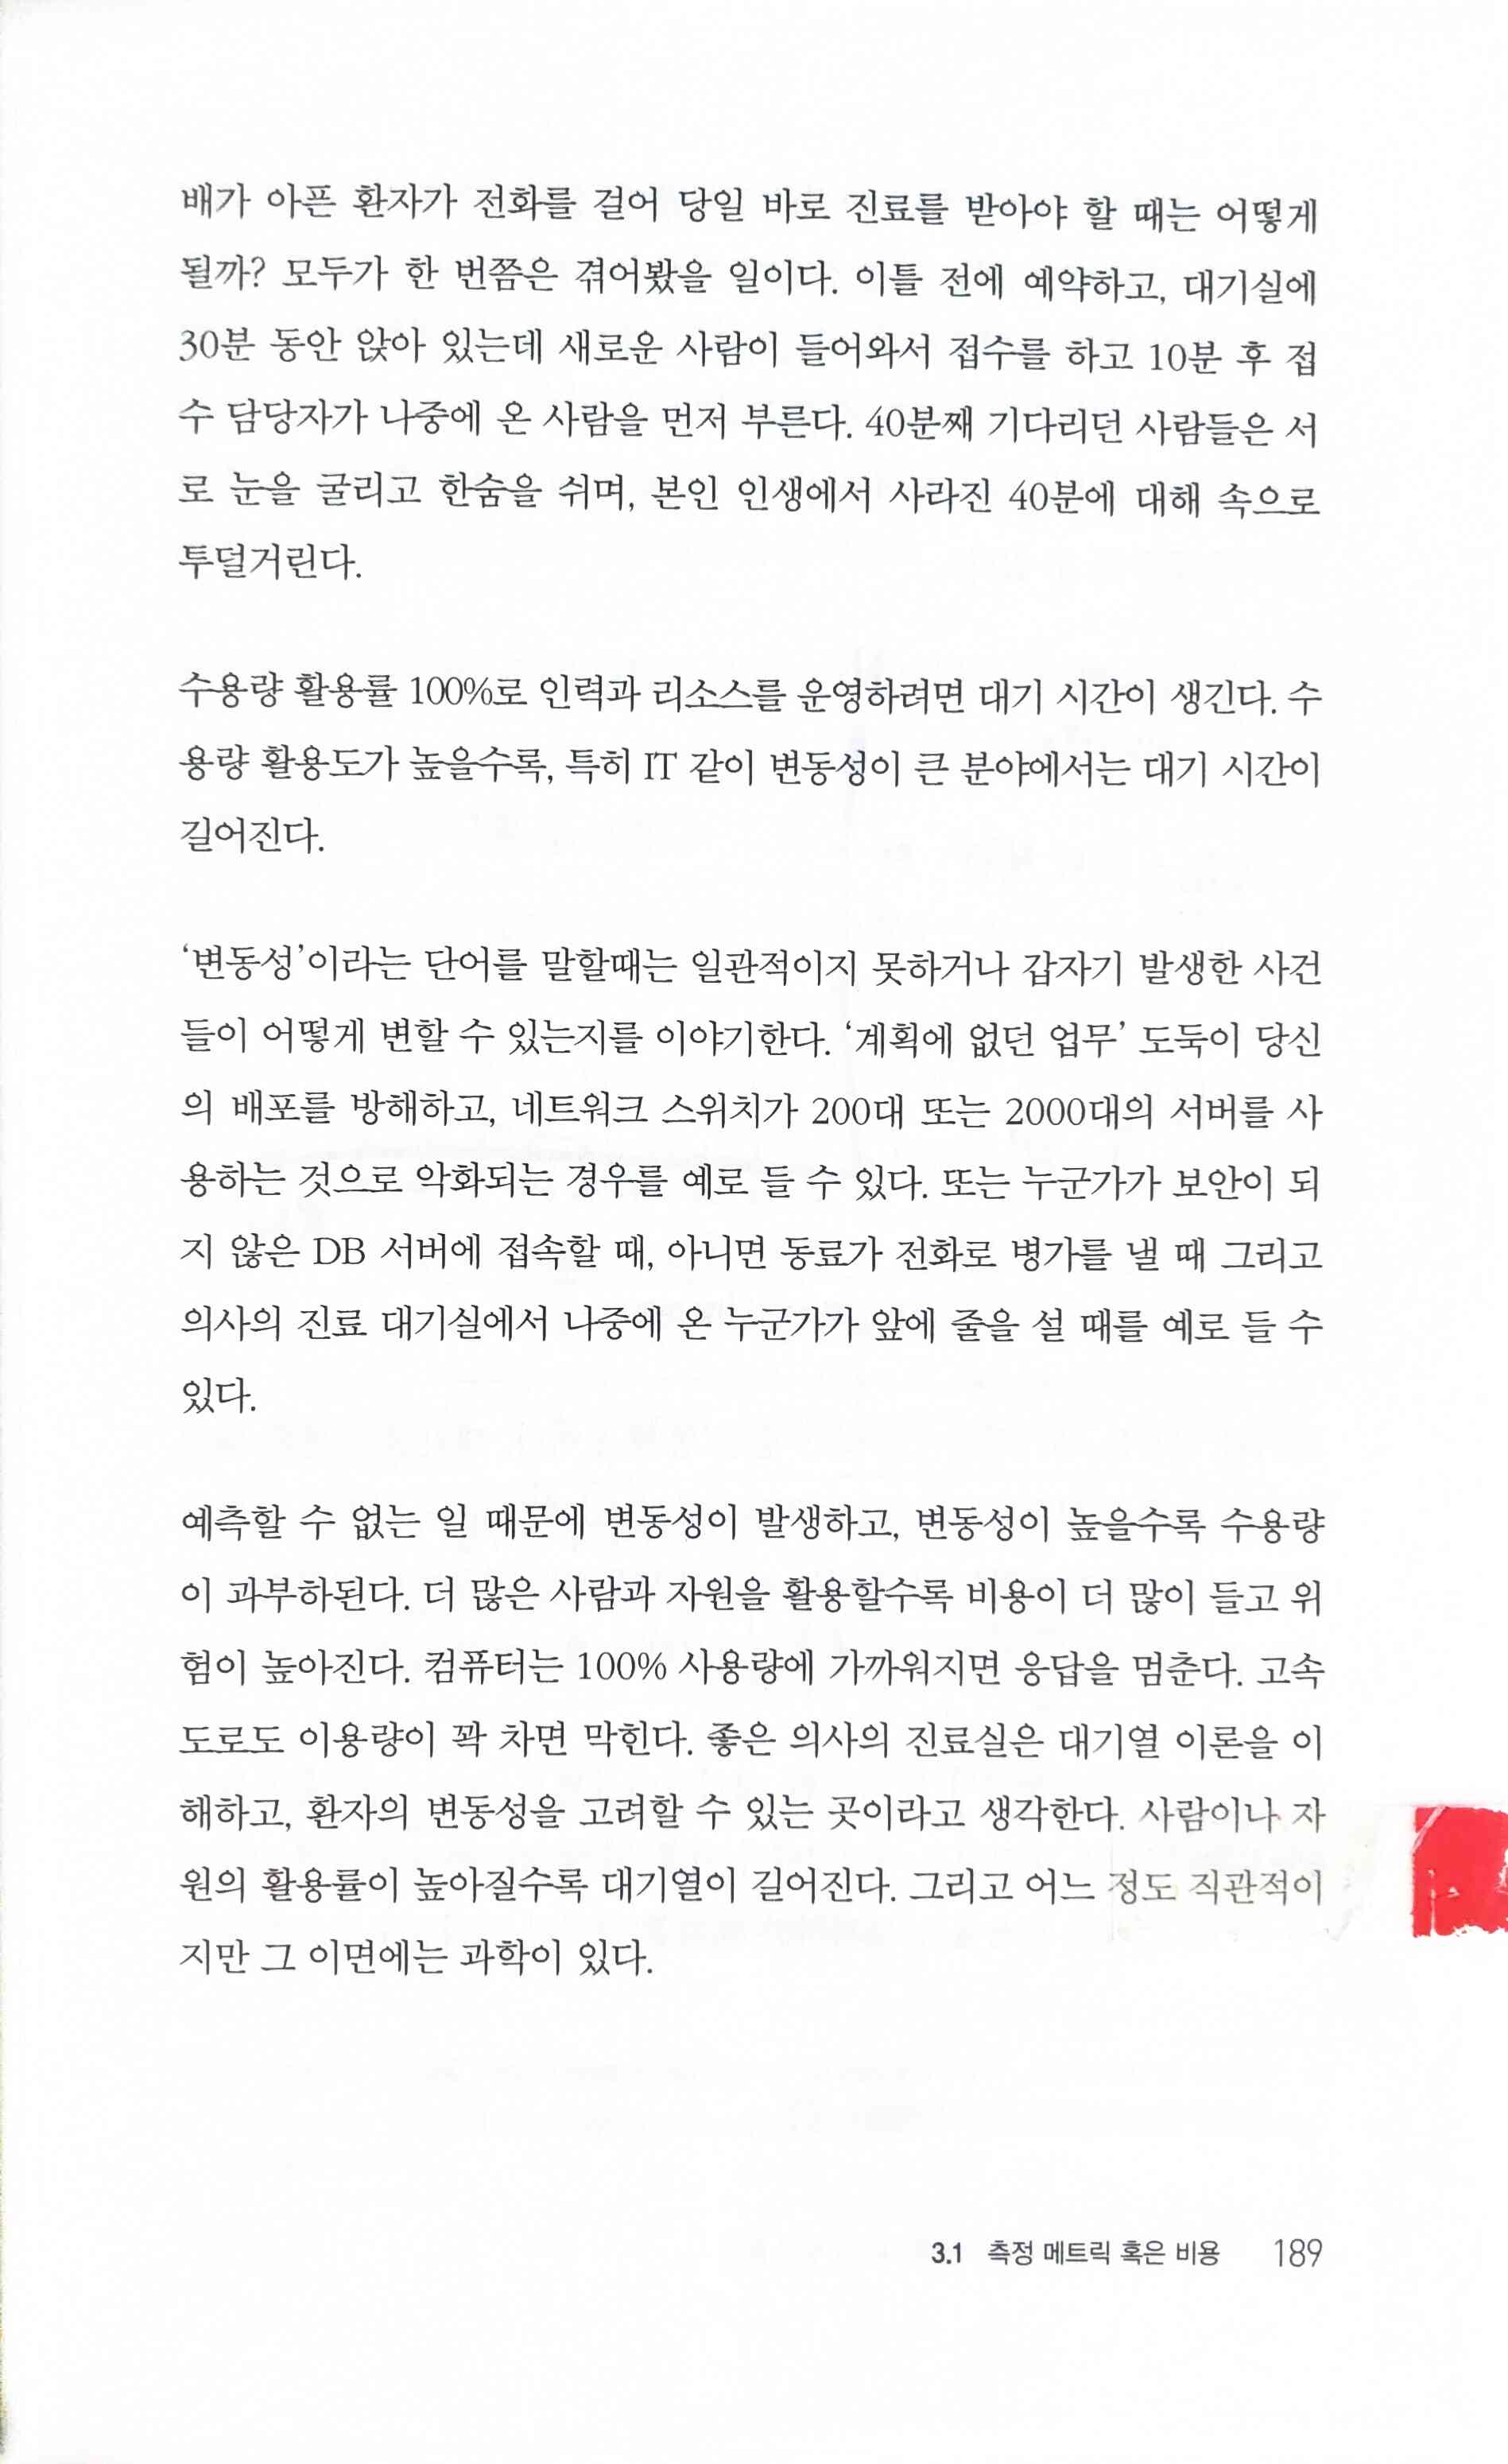 배가 아픈 환자가 전화를 걸어 당일 바로 진료를 받아야 할 때는 어떻게
될까? 모두가 한 번쯤은 겪어봤을 일이다. 이틀 전에 예약하고, 대기실에
30분 동안 앉아 있는데 새로운 사람이 들어와서 접수를 하고 10분 후 접
수 담당자가 나중에 온 사람을 먼저 부른다. 40분째 기다리던 사람들은 서
로 눈을 굴리고 한숨을 쉬며, 본인 인생에서 사라진 40분에 대해 속으로
투덜거린다.
수용량 활용률 100%로 인력과 리소스를 운영하려면 대기 시간이 생긴다. 수
용량 활용도가 높을수록, 특히 IT 같이 변동성이 큰 분야에서는 대기 시간이
길어진다.
‘변동성’이라는 단어를 말할때는 일관적이지 못하거나 갑자기 발생한 사건
들이 어떻게 변할 수 있는지를 이야기한다. ‘계획에 없던 업무’ 도둑이 당신
의 배포를 방해하고, 네트워크 스위치가 200대 또는 2000대의 서버를 사
용하는 것으로 악화되는 경우를 예로 들 수 있다. 또는 누군가가 보안이 되
지 않은 DB 서버에 접속할 때, 아니면 동료가 전화로 병가를 낼 때 그리고
의사의 진료 대기실에서 나중에 온 누군가가 앞에 줄을 설 때를 예로 들 수
있다.
예측할 수 없는 일 때문에 변동성이 발생하고, 변동성이 높을수록 수용량
이 과부하된다. 더 많은 사람과 자원을 활용할수록 비용이 더 많이 들고 위
험이 높아진다. 컴퓨터는 100% 사용량에 가까워지면 응답을 멈춘다. 고속
도로도 이용량이 꽉 차면 막힌다. 좋은 의사의 진료실은 대기열 이론을 이
해하고, 환자의 변동성을 고려할 수 있는 곳이라고 생각한다. 사람이나 자
원의 활용률이 높아질수록 대기열이 길어진다. 그리고 어느 정도 직관적이
지만 그 이면에는 과학이 있다.
3.1 측정 메트릭 혹은 비용 189